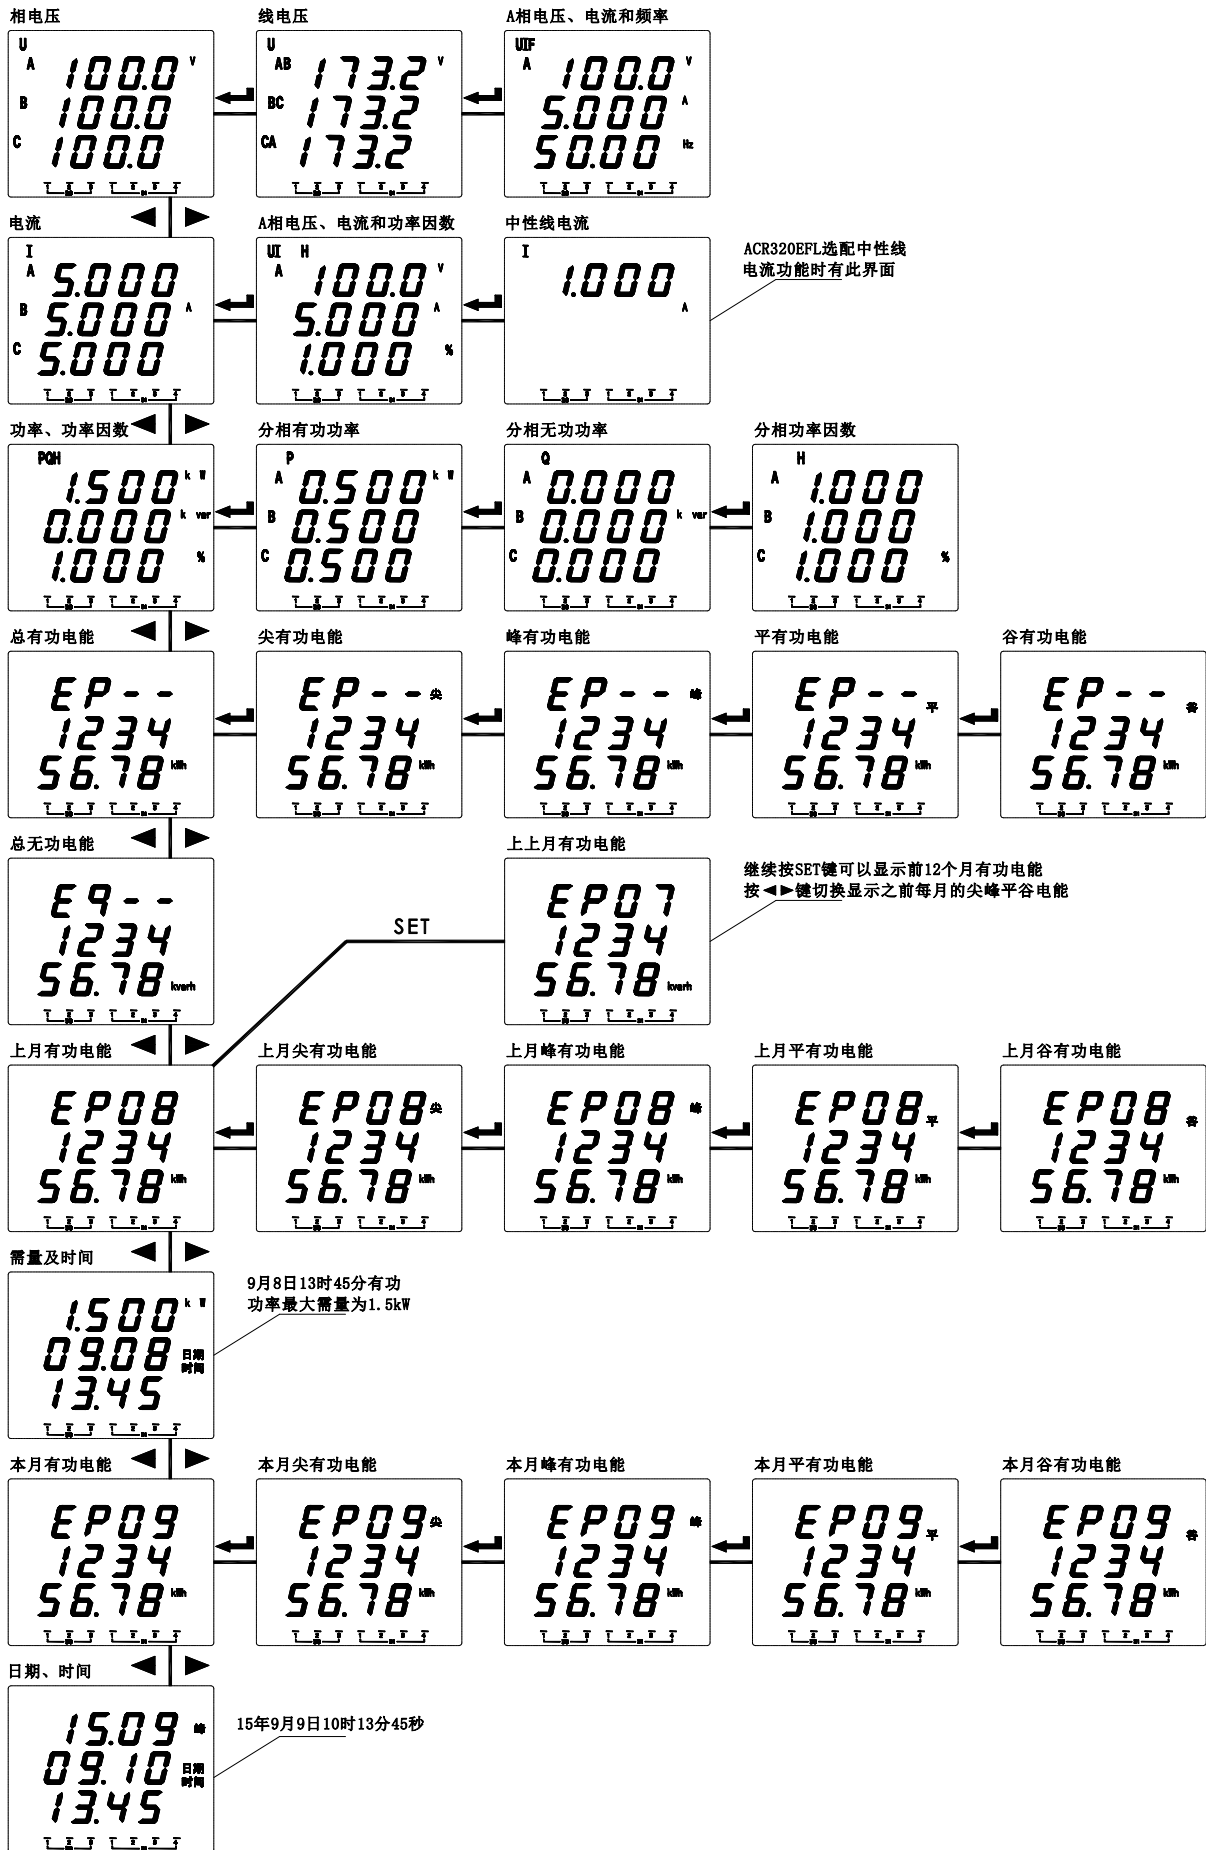 相电压
U
A 100.0 V
B 100.0
C 100.0
线电压
U
AB 173.2 V
BC 173.2
CA 173.2
A相电压、电流和频率
UIF
A 100.0 V
5.000 A
50.00 Hz
电流
I
A 5.000
B 5.000 A
C 5.000
A相电压、电流和功率因数
UI H
A 100.0 V
5.000 A
1.000 %
中性线电流
I
1.000
A
ACR320EFL选配中性线
电流功能时有此界面
功率、功率因数
PQH
1.500 k W
0.000 k var
1.000 %
分相有功功率
P
A 0.500 k W
B 0.500
C 0.500
分相无功功率
Q
A 0.000
B 0.000 k var
C 0.000
分相功率因数
H
A 1.000
B 1.000
C 1.000 %
总有功电能
EP--
1234
56.78 kWh
尖有功电能
EP-- 尖
1234
56.78 kWh
峰有功电能
EP-- 峰
1234
56.78 kWh
平有功电能
EP-- 平
1234
56.78 kWh
谷有功电能
EP-- 谷
1234
56.78 kWh
总无功电能
Eq--
1234
56.78 kvarh
SET
上上月有功电能
EP07
1234
56.78 kvarh
继续按SET键可以显示前12个月有功电能
按◄►键切换显示之前每月的尖峰平谷电能
上月有功电能
EP08
1234
56.78 kWh
上月尖有功电能
EP08 尖
1234
56.78 kWh
上月峰有功电能
EP08 峰
1234
56.78 kWh
上月平有功电能
EP08 平
1234
56.78 kWh
上月谷有功电能
EP08 谷
1234
56.78 kWh
需量及时间
1.500 k W
09.08 日期
时间
13.45
9月8日13时45分有功
功率最大需量为1.5kW
本月有功电能
EP09
1234
56.78 kWh
本月尖有功电能
EP09 尖
1234
56.78 kWh
本月峰有功电能
EP09 峰
1234
56.78 kWh
本月平有功电能
EP09 平
1234
56.78 kWh
本月谷有功电能
EP09 谷
1234
56.78 kWh
日期、时间
15.09 峰
09.10 日期
时间
13.45
15年9月9日10时13分45秒